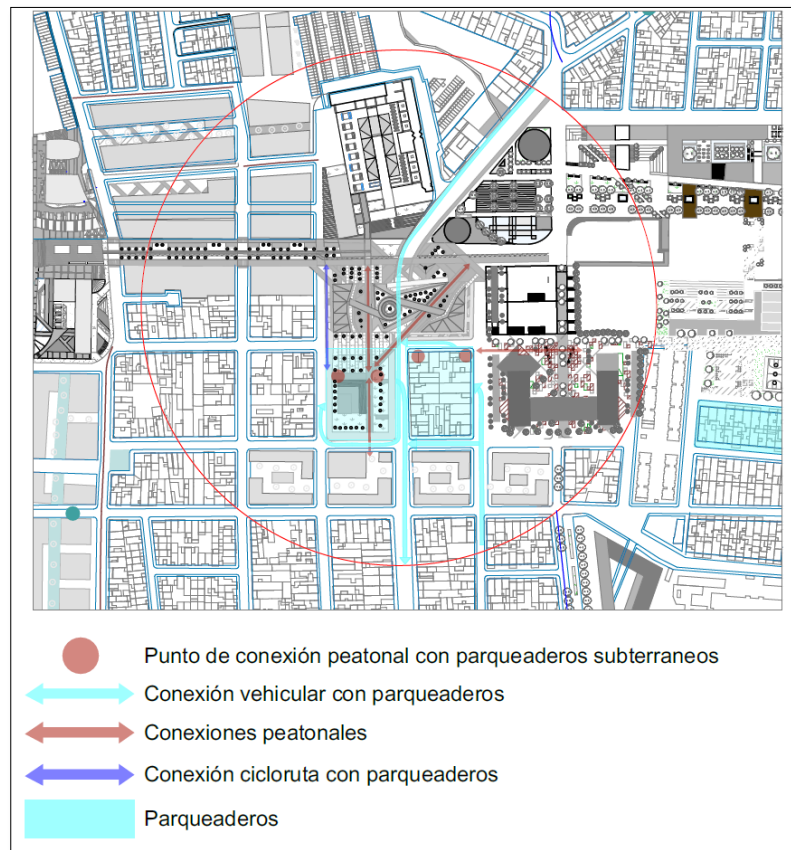 Punto de conexión peatonal con parqueaderos subterraneos
Conexión vehicular con parqueaderos
Conexiones peatonales
Conexión cicloruta con parqueaderos
Parqueaderos